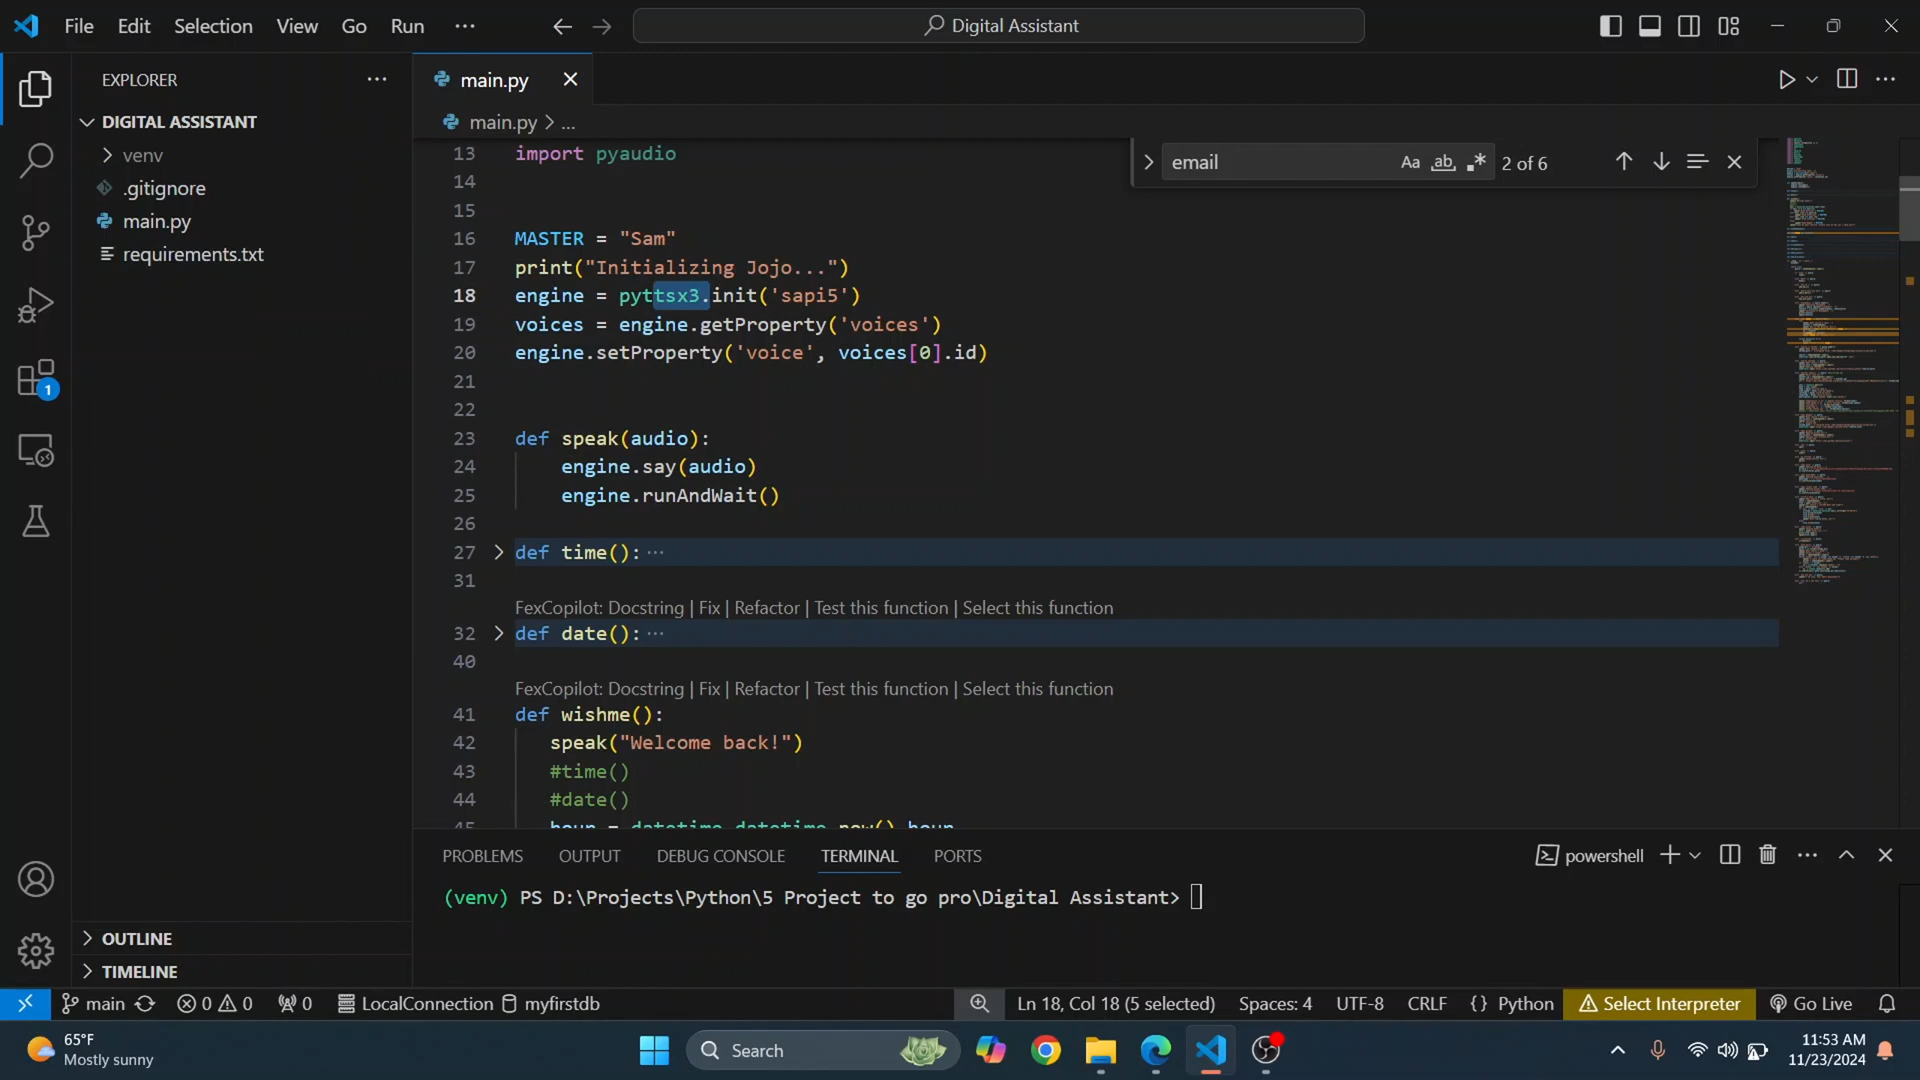 File Edit Selection View Go Run ··· Digital Assistant
EXPLORER ···
DIGITAL ASSISTANT
venv
.gitignore
main.py
requirements.txt
OUTLINE
TIMELINE
main.py
main.py > ...
email Aa ab 2 of 6
13 import pyaudio
14
15
16 MASTER = "Sam"
17 print("Initializing Jojo...")
18 engine = pyttsx3.init('sapi5')
19 voices = engine.getProperty('voices')
20 engine.setProperty('voice', voices[0].id)
21
22
23 def speak(audio):
24 engine.say(audio)
25 engine.runAndWait()
26
27 def time(): ···
31
FexCopilot: Docstring | Fix | Refactor | Test this function | Select this function
32 def date(): ···
40
FexCopilot: Docstring | Fix | Refactor | Test this function | Select this function
41 def wishme():
42 speak("Welcome back!")
43 #time()
44 #date()
45 hour = datetime.datetime.now().hour
PROBLEMS OUTPUT DEBUG CONSOLE TERMINAL PORTS powershell
(venv) PS D:\Projects\Python\5 Project to go pro\Digital Assistant>
1
main 0 0 0 LocalConnection myfirstdb Ln 18, Col 18 (5 selected) Spaces: 4 UTF-8 CRLF {} Python Select Interpreter Go Live
65°F
Mostly sunny
Search
11:53 AM
11/23/2024